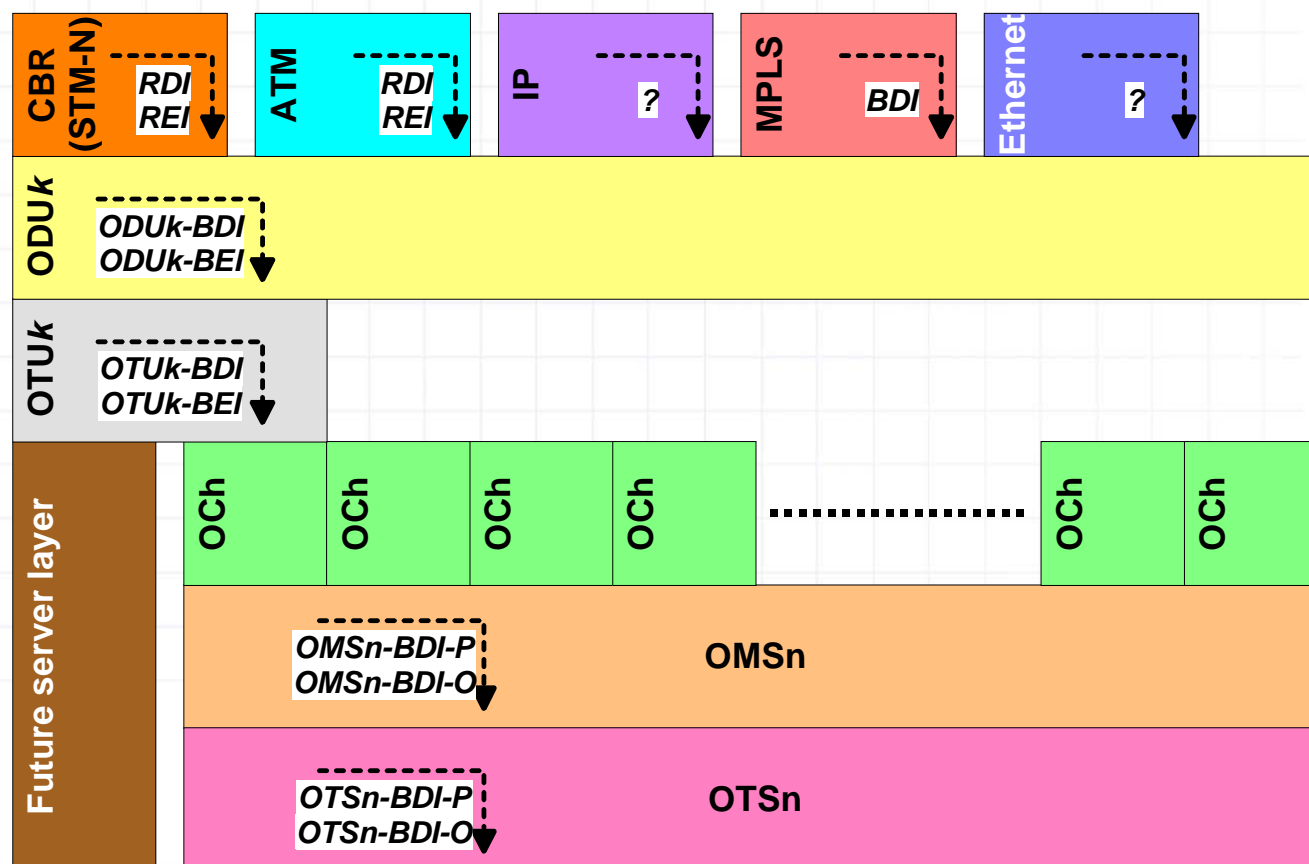 CBR
(STM-N)
RDI
REI
ATM
RDI
REI
IP
?
MPLS
BDI
Ethernet
?
ODUk
ODUk-BDI
ODUk-BEI
OTUk
OTUk-BDI
OTUk-BEI
Future server layer
OCh
OCh
OCh
OCh
OCh
OCh
OMSn-BDI-P
OMSn-BDI-O
OMSn
OTSn-BDI-P
OTSn-BDI-O
OTSn